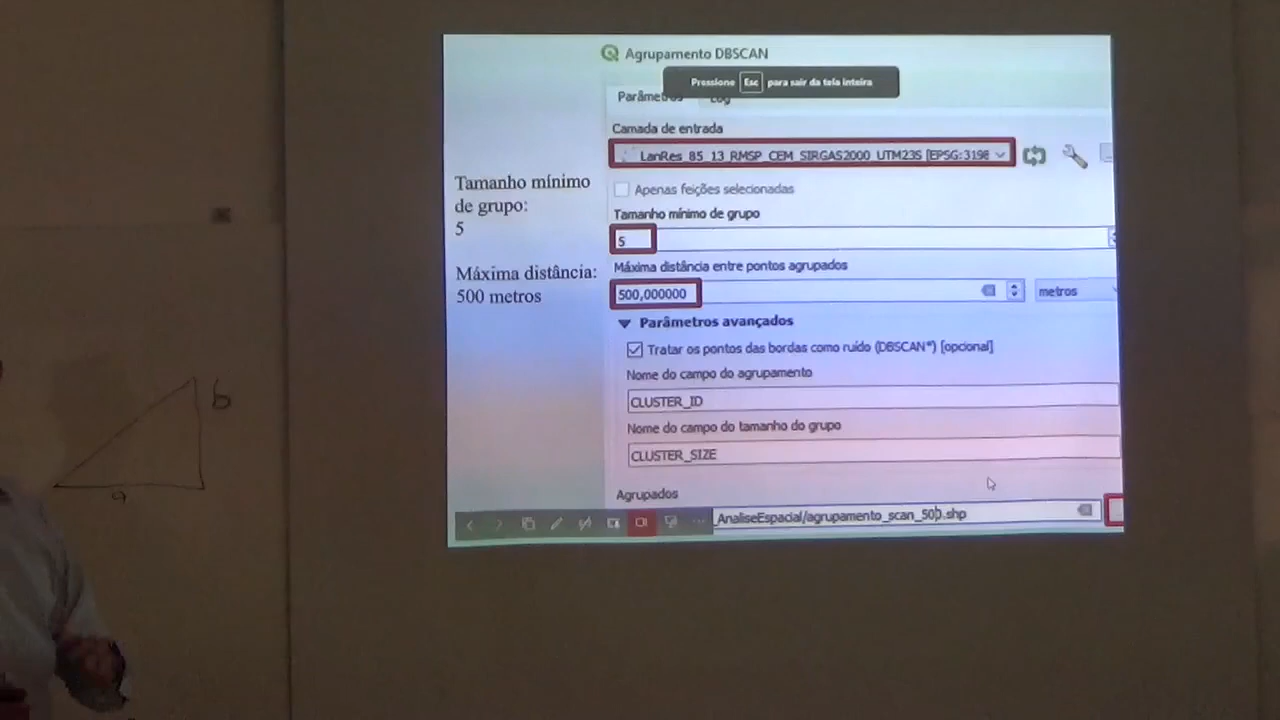 Agrupamento DBSCAN
Pressione Esc para sair da tela inteira
Parâmetros
Log
Camada de entrada
LanRes_85_13_RMSP_CEM_SIRGAS2000_UTM23S [EPSG:3198
Apenas feições selecionadas
Tamanho mínimo
de grupo:
5
Tamanho mínimo de grupo
5
Máxima distância:
500 metros
Máxima distância entre pontos agrupados
500,000000
metros
Parâmetros avançados
Tratar os pontos das bordas como ruído (DBSCAN*) [opcional]
Nome do campo do agrupamento
CLUSTER_ID
Nome do campo do tamanho do grupo
CLUSTER_SIZE
Agrupados
_AnaliseEspacial/agrupamento_scan_500.shp
b
a